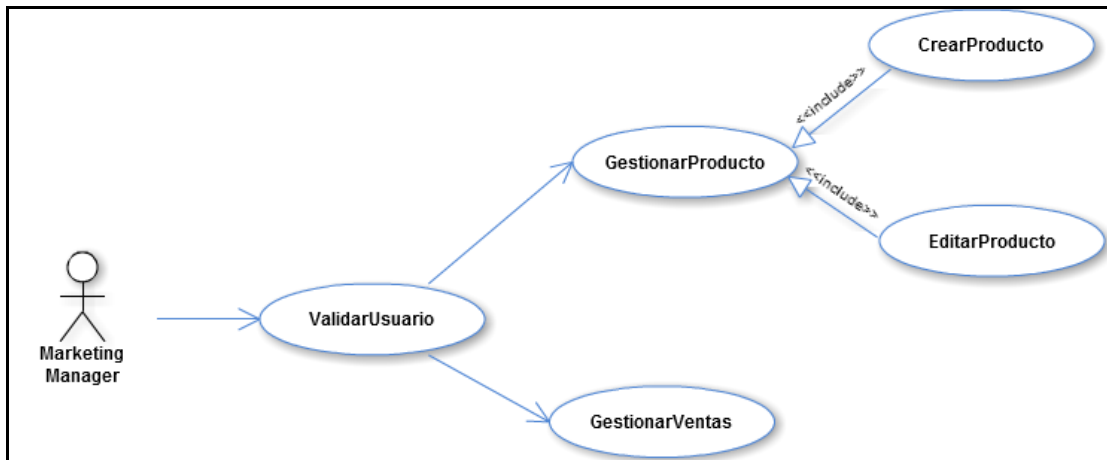 CrearProducto
<<include>>
GestionarProducto
<<include>>
EditarProducto
ValidarUsuario
Marketing
Manager
GestionarVentas